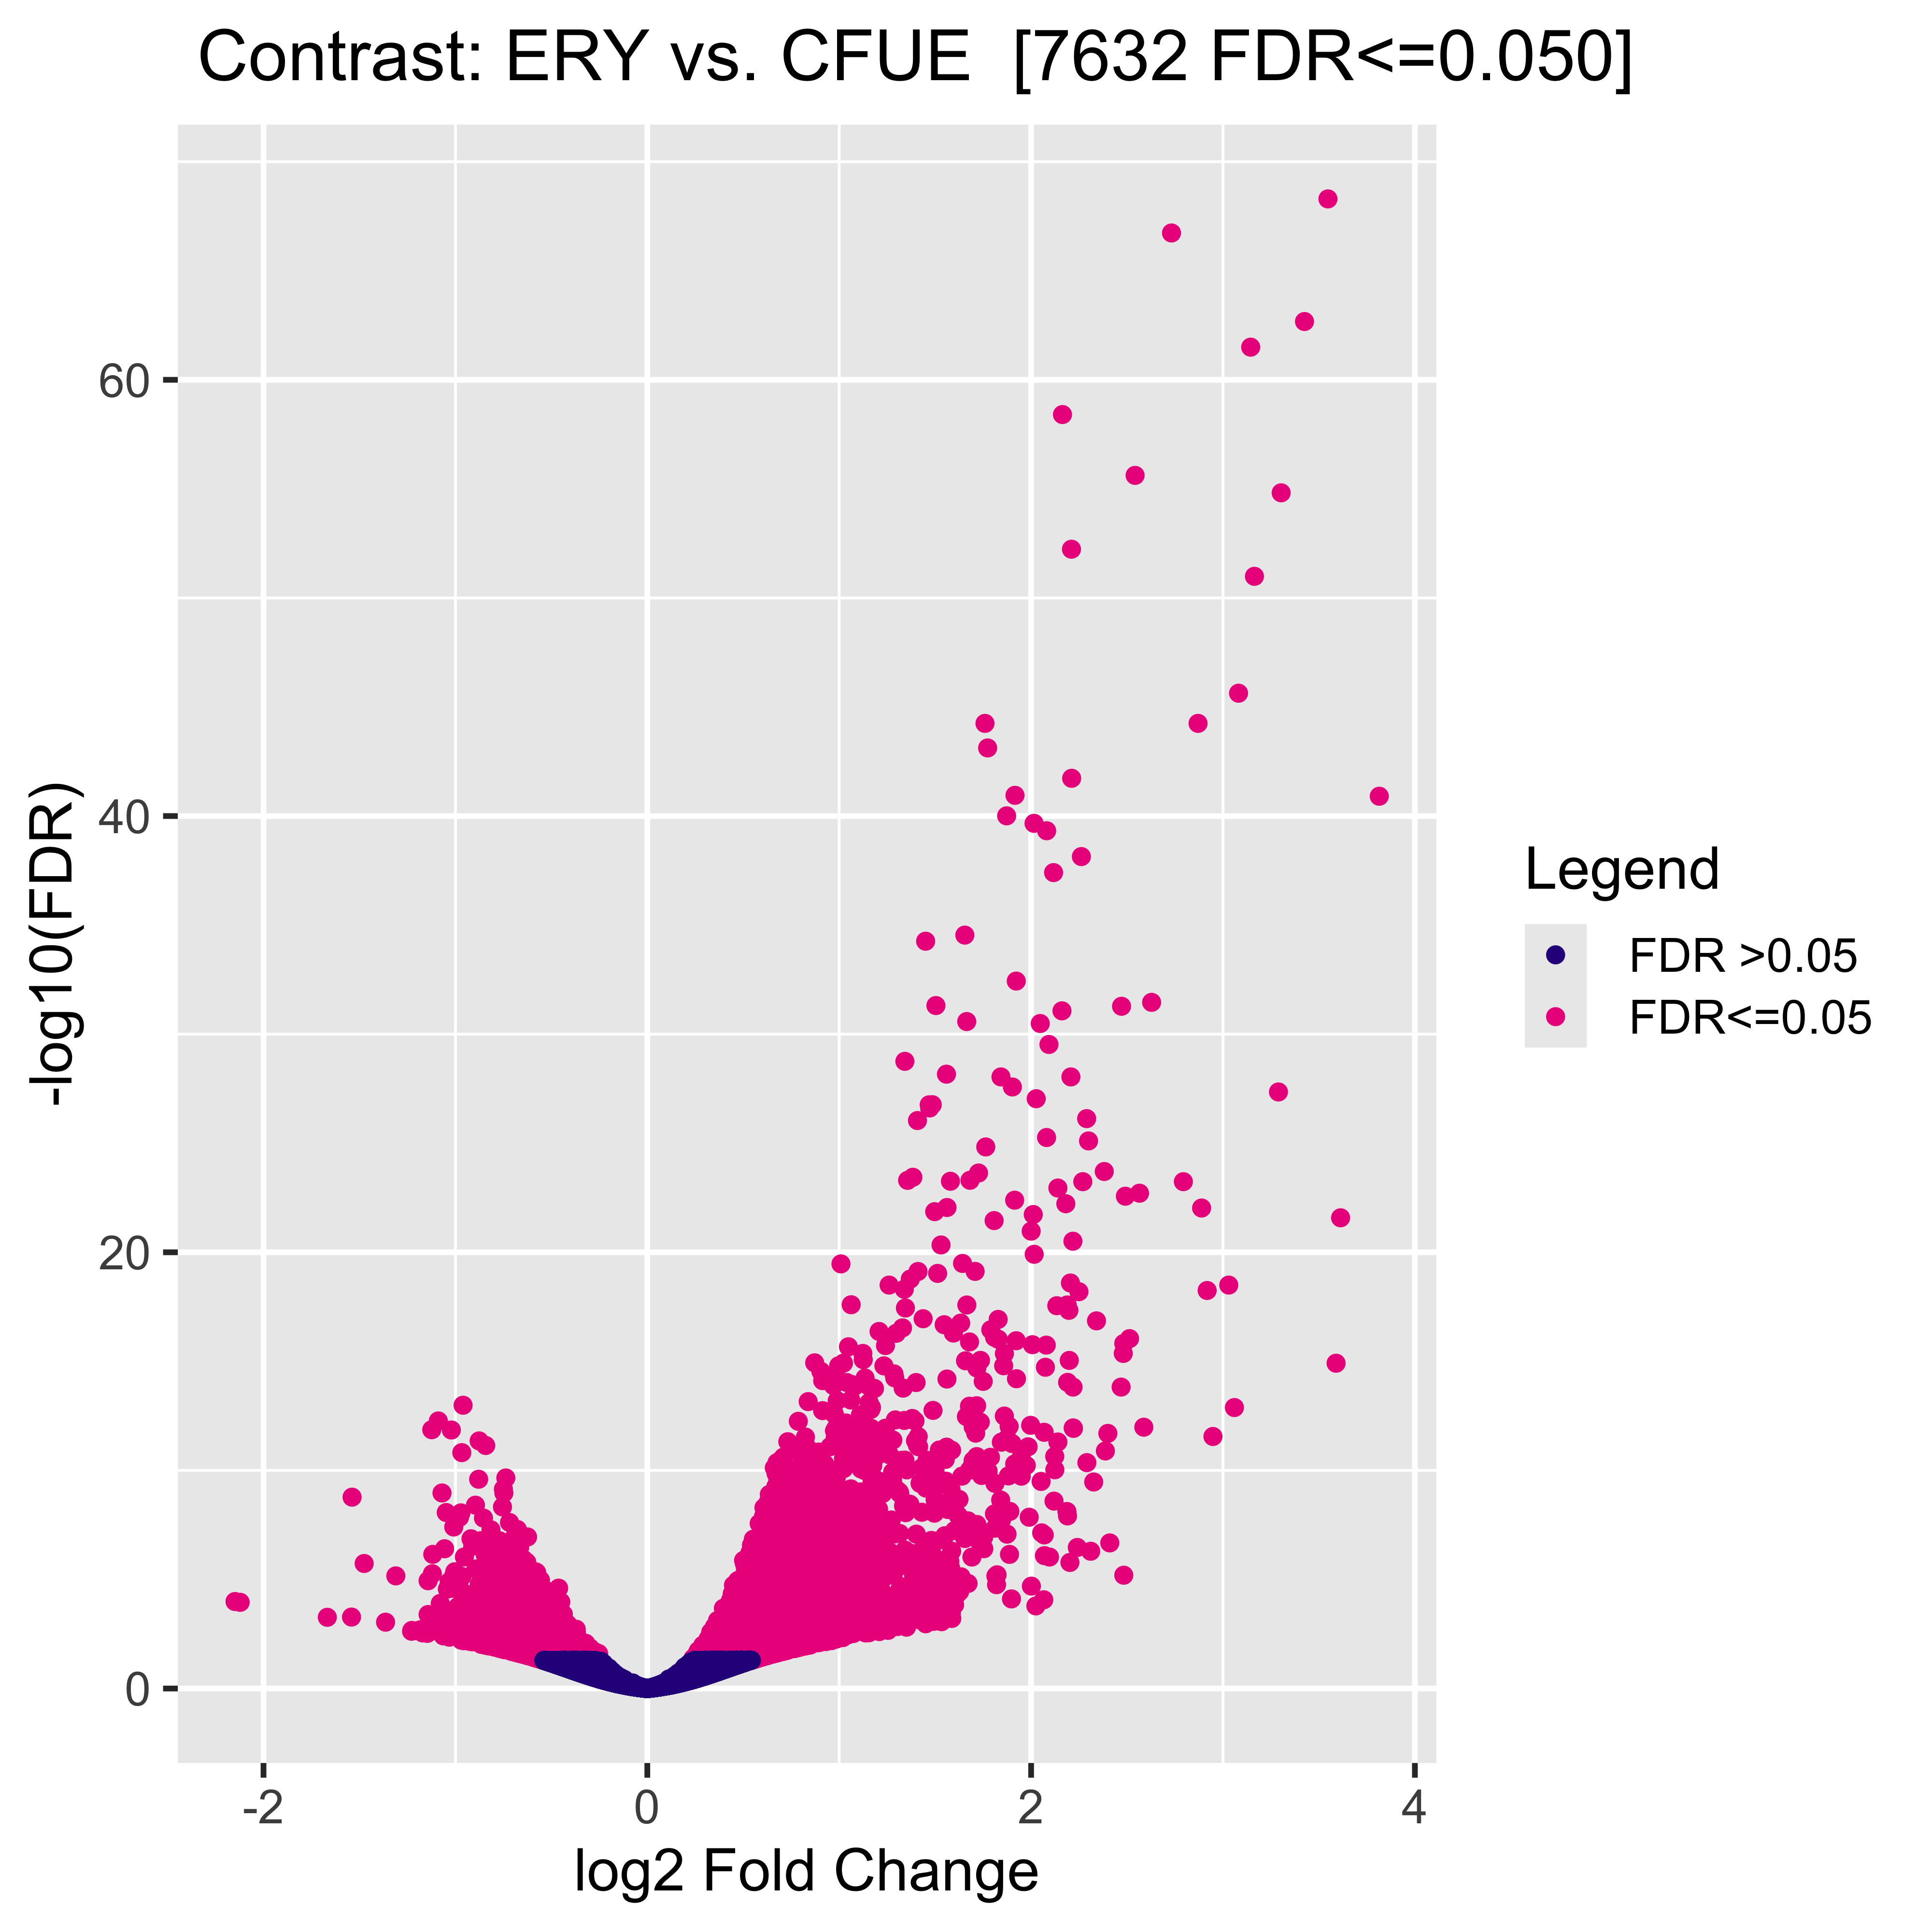 Contrast: ERY vs. CFUE [7632 FDR<=0.050]
60
40
20
0
-log10(FDR)
-2
0
2
4
log2 Fold Change
Legend
FDR >0.05
FDR<=0.05